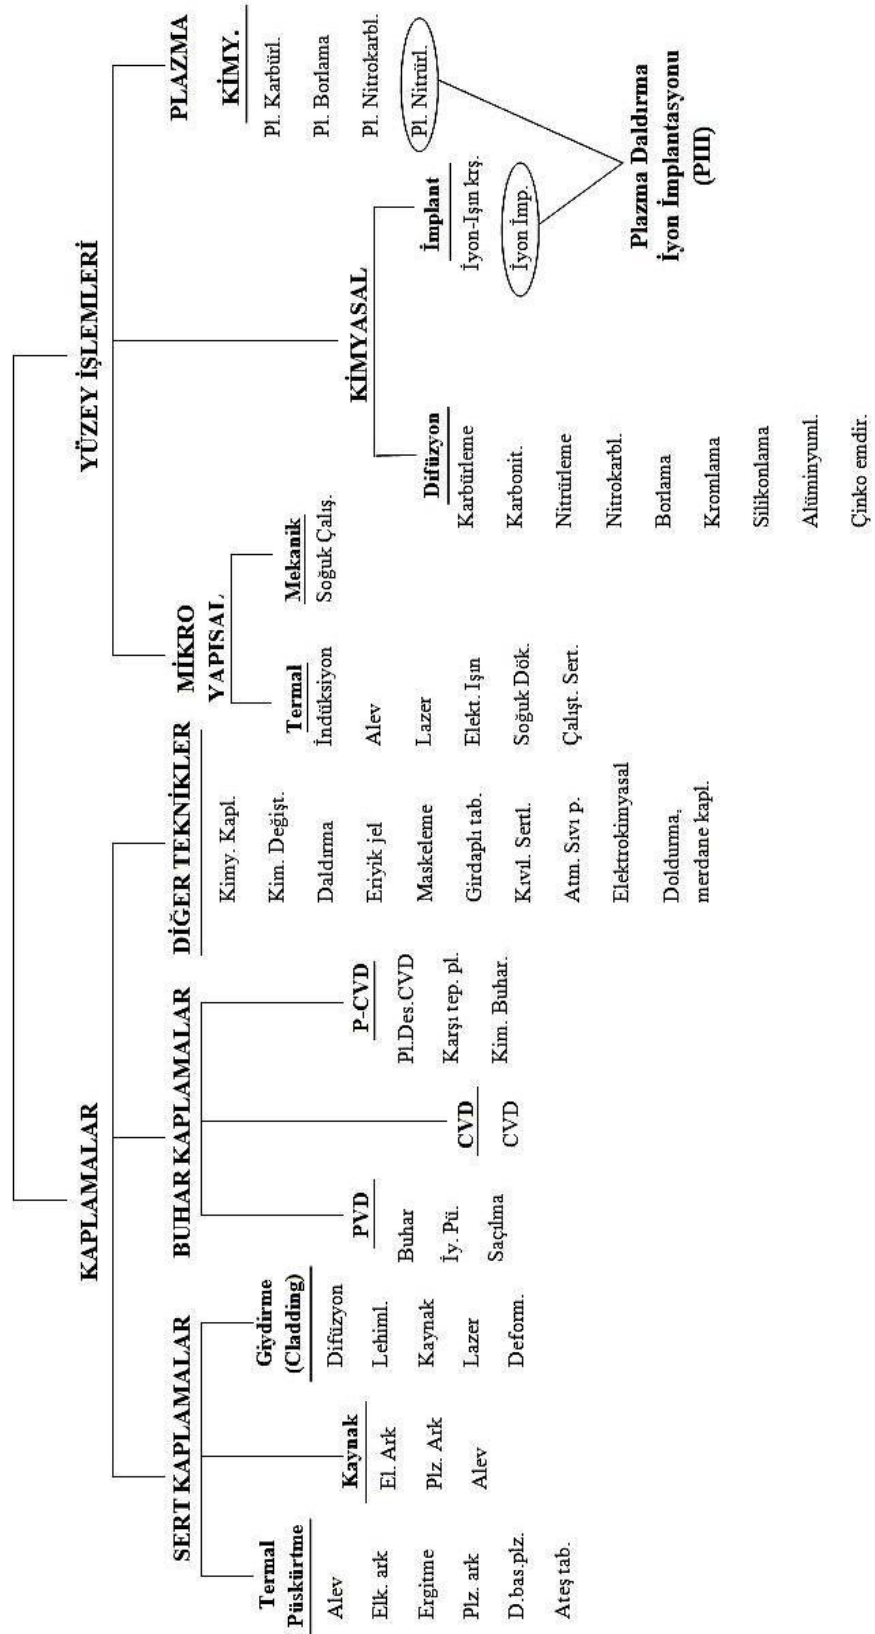 KAPLAMALAR
YÜZEY İŞLEMLERİ
SERT KAPLAMALAR
BUHAR KAPLAMALAR
DİĞER TEKNİKLER
MİKRO
YAPISAL
KİMYASAL
PLAZMA
KİMY.
Termal
Püskürtme
Alev
Elk. ark
Ergitme
Plz. ark
D.bas.plz.
Ateş tab.
Kaynak
El. Ark
Plz. Ark
Alev
Giydirme
(Cladding)
Difüzyon
Lehiml.
Kaynak
Lazer
Deform.
PVD
Buhar
İy. Pü.
Saçılma
CVD
CVD
P-CVD
Pl.Des.CVD
Karşı tep. pl.
Kim. Buhar.
Kimy. Kapl.
Kim. Değişt.
Daldırma
Eriyik jel
Maskeleme
Girdaplı tab.
Kıvıl. Sertl.
Atm. Sıvı p.
Elektrokimyasal
Doldurma,
merdane kapl.
Termal
İndüksiyon
Alev
Lazer
Elekt. Işın
Soğuk Dök.
Çalışt. Sert.
Mekanik
Soğuk Çalış.
Difüzyon
Karbürleme
Karbonit.
Nitrürleme
Nitrokarbl.
Borlama
Kromlama
Silikonlama
Alüminyuml.
Çinko emdir.
İmplant
İyon-Işın krş.
İyon İmp.
Pl. Karbürl.
Pl. Borlama
Pl. Nitrokarbl.
Pl. Nitrürl.
Plazma Daldırma
İyon İmplantasyonu
(PIII)